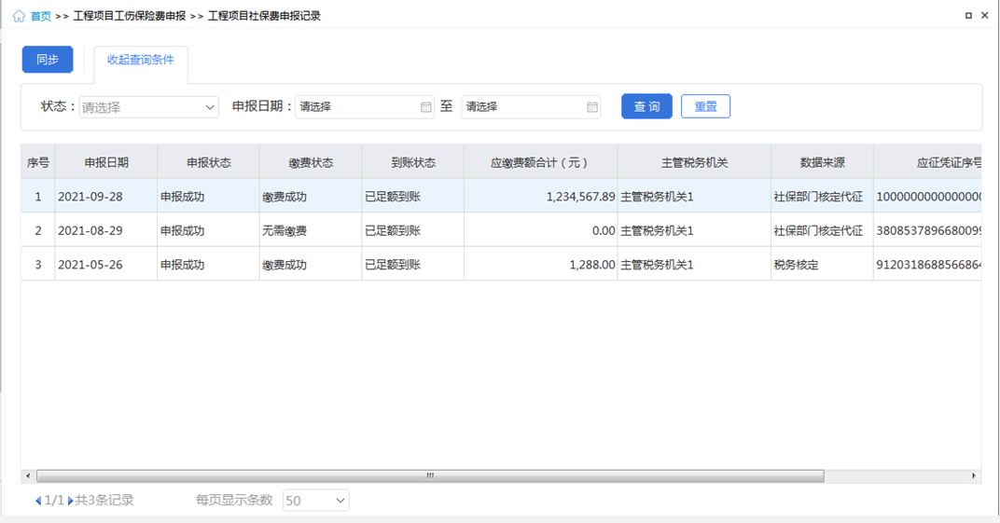 首页 >> 工程项目工伤保险费申报 >> 工程项目社保费申报记录
同步 收起查询条件
状态： 请选择 申报日期： 请选择 至 请选择 查询 重置
序号 申报日期 申报状态 缴费状态 到账状态 应缴费额合计（元） 主管税务机关 数据来源 应征凭证序号
1 2021-09-28 申报成功 缴费成功 已足额到账 1,234,567.89 主管税务机关1 社保部门核定代征 1000000000000000
2 2021-08-29 申报成功 无需缴费 已足额到账 0.00 主管税务机关1 社保部门核定代征 3808537896680099
3 2021-05-26 申报成功 缴费成功 已足额到账 1,288.00 主管税务机关1 税务核定 9120318688566864
1/1 共3条记录 每页显示条数 50